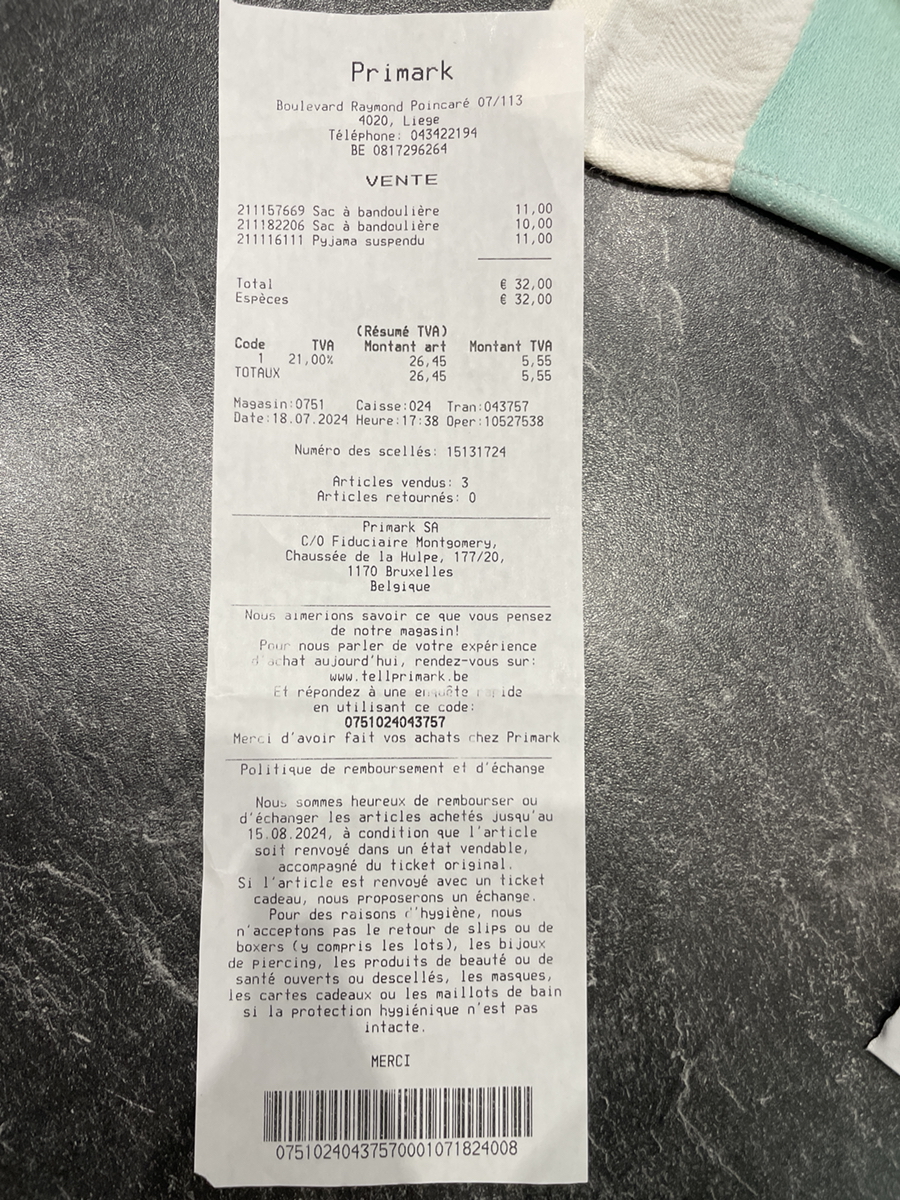 Primark
Boulevard Raymond Poincaré 07/113
4020, Liege
Téléphone: 043422194
BE 0817296264
VENTE
211157669 Sac à bandoulière 11,00
211182206 Sac à bandoulière 10,00
211116111 Pyjama suspendu 11,00
Total € 32,00
Espèces € 32,00
(Résumé TVA)
Code TVA Montant art Montant TVA
1 21,00% 26,45 5,55
TOTAUX 26,45 5,55
Magasin:0751 Caisse:024 Tran:043757
Date:18.07.2024 Heure:17:38 Oper:10527538
Numéro des scellés: 15131724
Articles vendus: 3
Articles retournés: 0
Primark SA
C/O Fiduciaire Montgomery,
Chaussée de la Hulpe, 177/20,
1170 Bruxelles
Belgique
Nous aimerions savoir ce que vous pensez
de notre magasin!
Pour nous parler de votre expérience
d'achat aujourd'hui, rendez-vous sur:
www.tellprimark.be
Et répondez à une enquête rapide
en utilisant ce code:
0751024043757
Merci d'avoir fait vos achats chez Primark
Politique de remboursement et d'échange
Nous sommes heureux de rembourser ou
d'échanger les articles achetés jusqu'au
15.08.2024, à condition que l'article
soit renvoyé dans un état vendable,
accompagné du ticket original.
Si l'article est renvoyé avec un ticket
cadeau, nous proposerons un échange.
Pour des raisons d'hygiène, nous
n'acceptons pas le retour de slips ou de
boxers (y compris les lots), les bijoux
de piercing, les produits de beauté ou de
santé ouverts ou descellés, les masques,
les cartes cadeaux ou les maillots de bain
si la protection hygiénique n'est pas
intacte.
MERCI
07510240437570001071824008